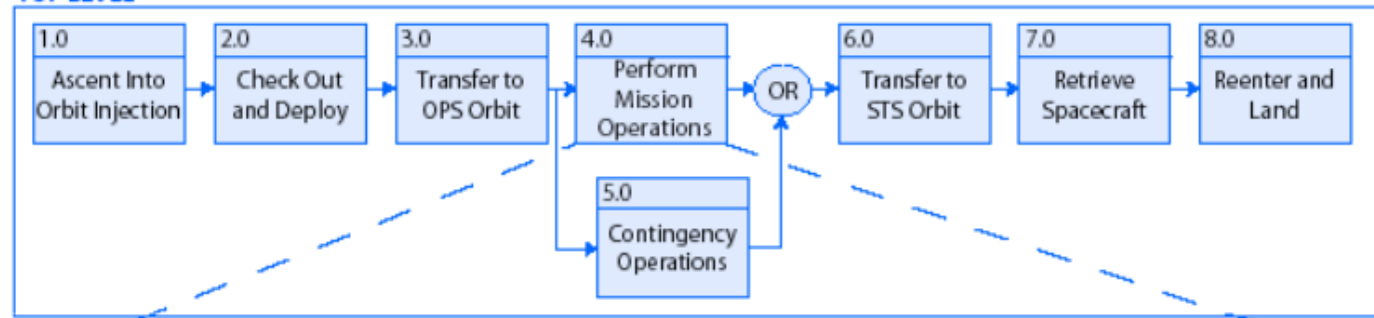 1.0
Ascent Into
Orbit Injection
2.0
Check Out
and Deploy
3.0
Transfer to
OPS Orbit
4.0
Perform
Mission
Operations
OR
6.0
Transfer to
STS Orbit
7.0
Retrieve
Spacecraft
8.0
Reenter and
Land
5.0
Contingency
Operations